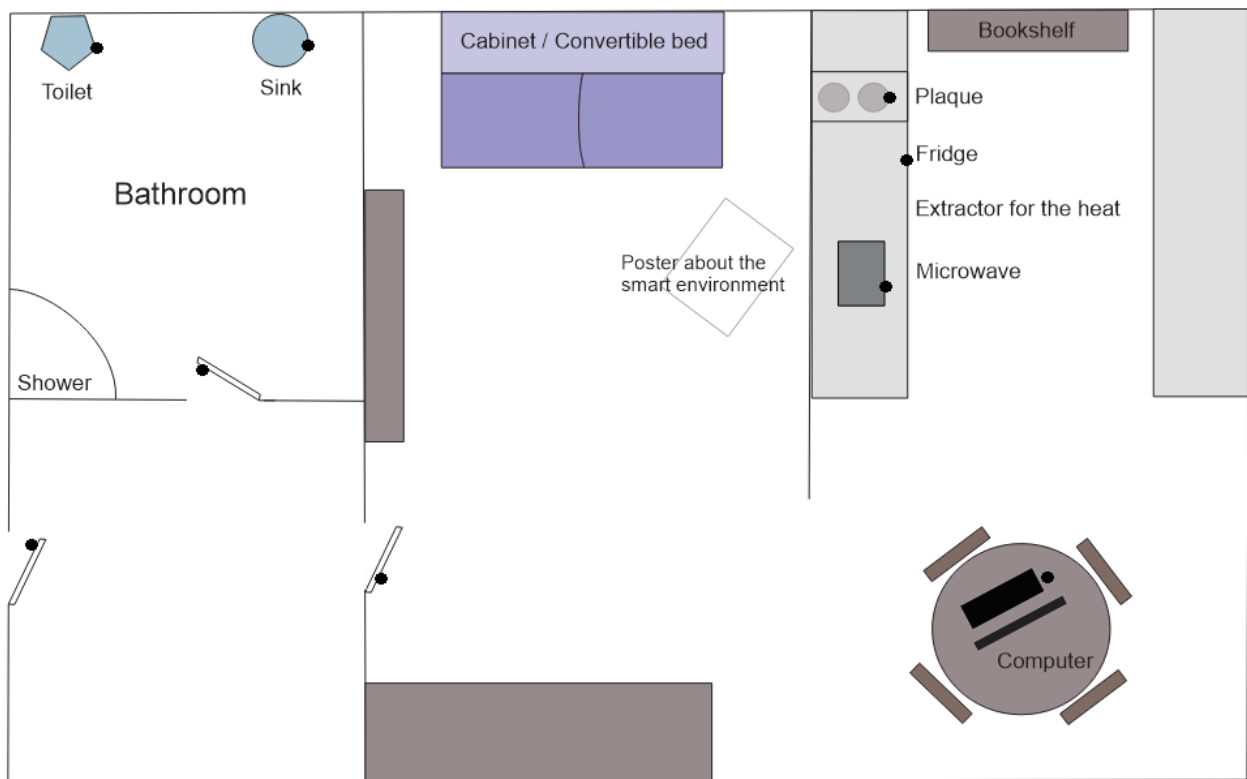 Cabinet / Convertible bed
Bookshelf
Toilet
Sink
Plaque
Fridge
Bathroom
Extractor for the heat
Poster about the
smart environment
Microwave
Shower
Computer